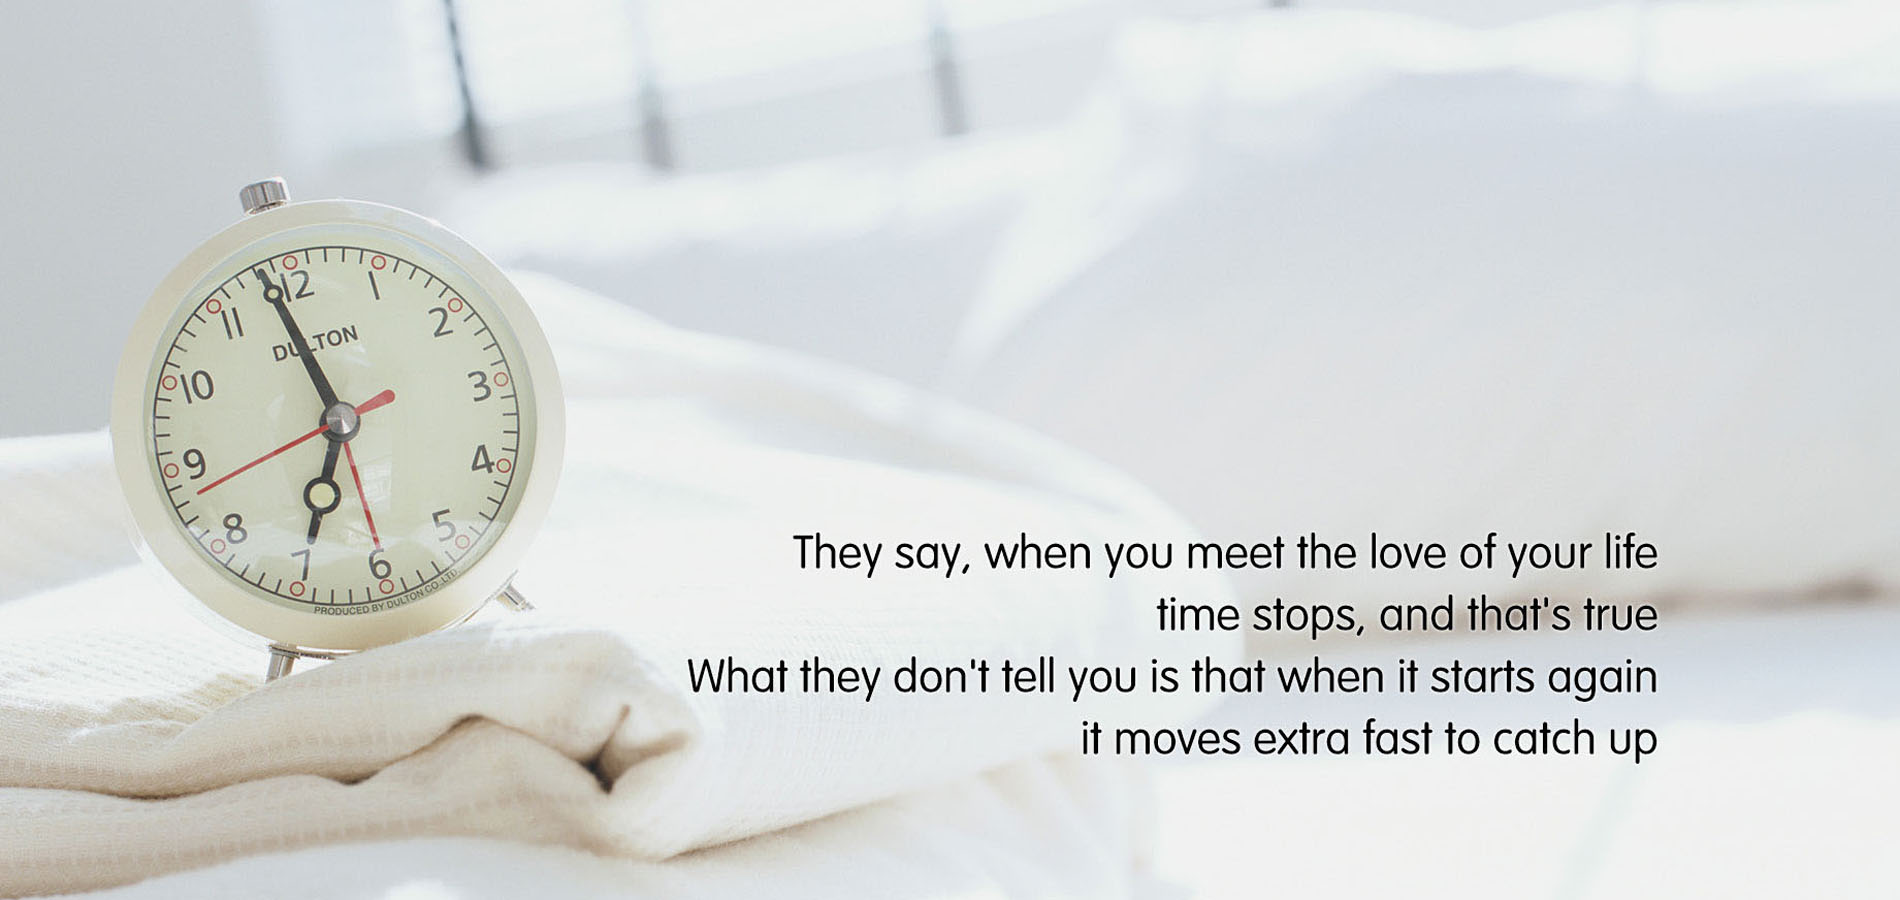 12
1
2
3
4
5
6
7
8
9
10
11
DULTON
PRODUCED BY DULTON CO.,LTD.
They say, when you meet the love of your life
time stops, and that's true
What they don't tell you is that when it starts again
it moves extra fast to catch up